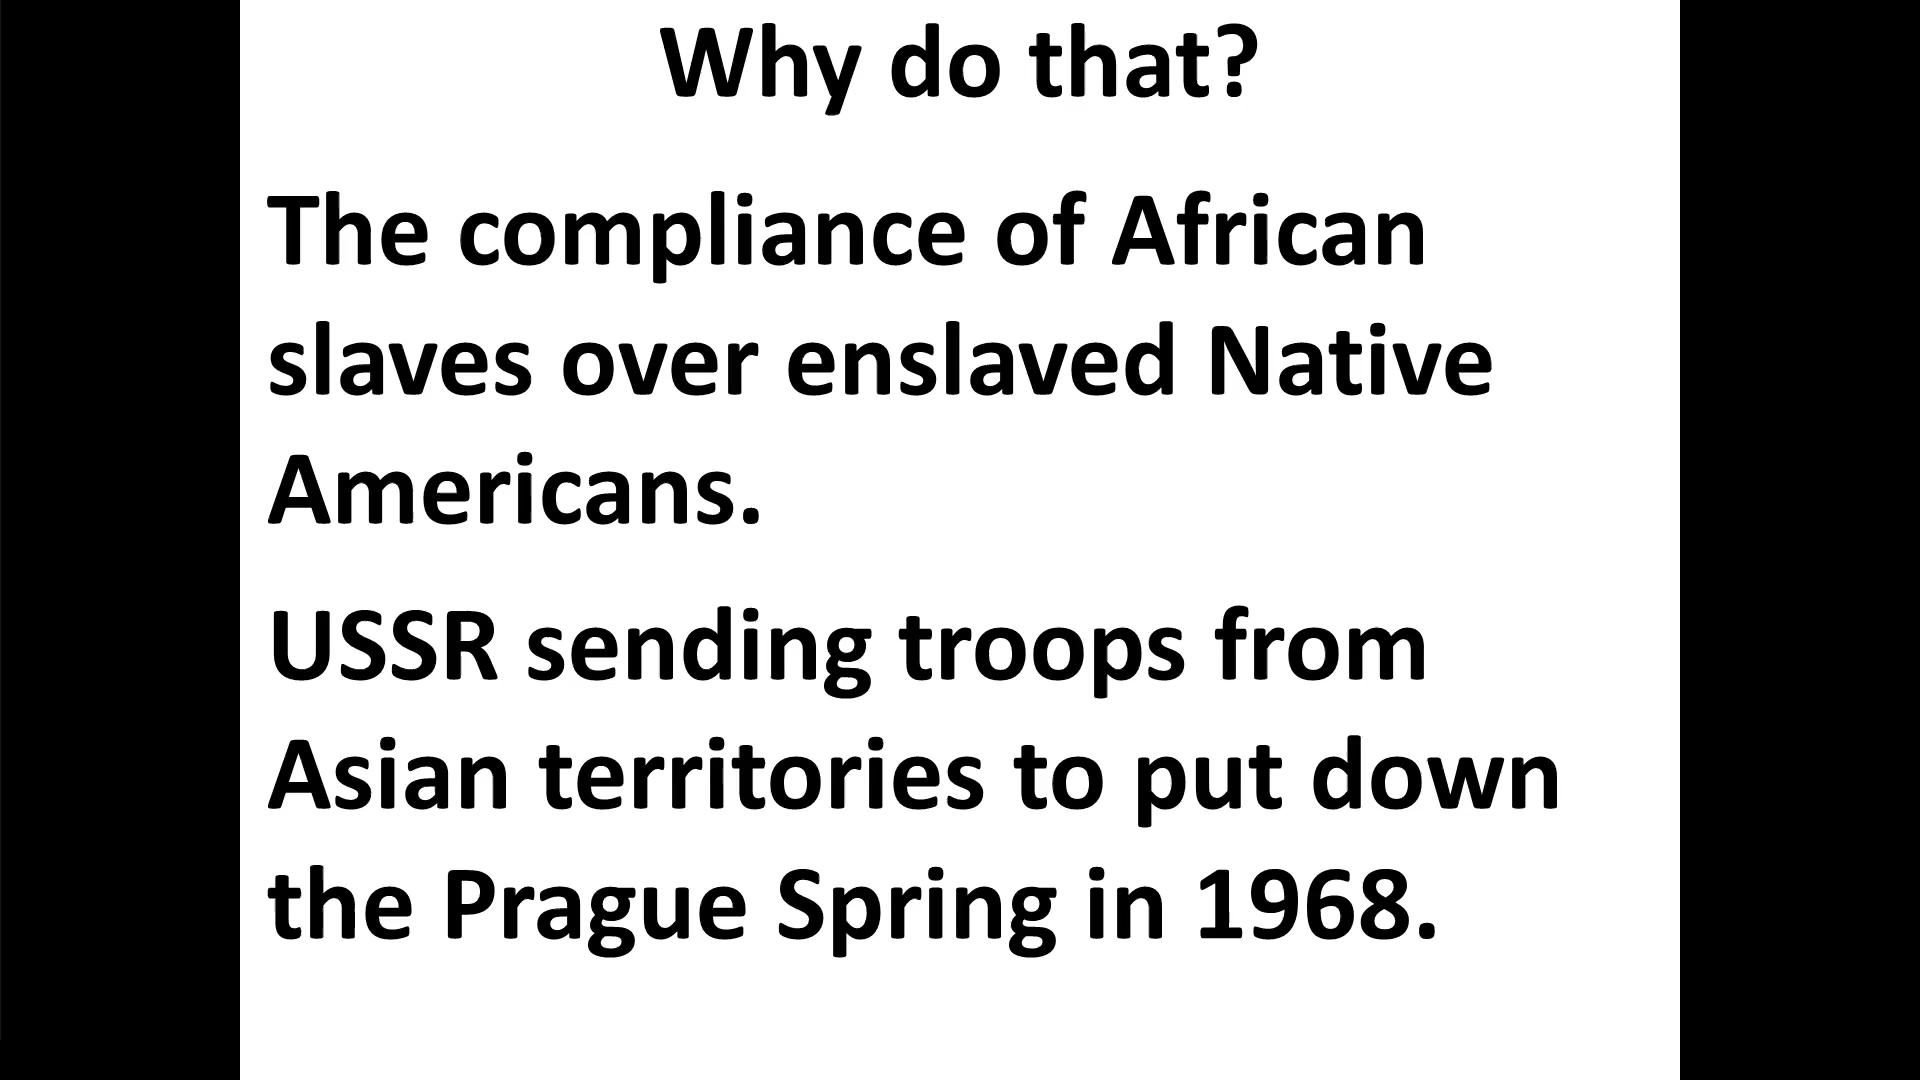 Why do that?
The compliance of African
slaves over enslaved Native
Americans.
USSR sending troops from
Asian territories to put down
the Prague Spring in 1968.